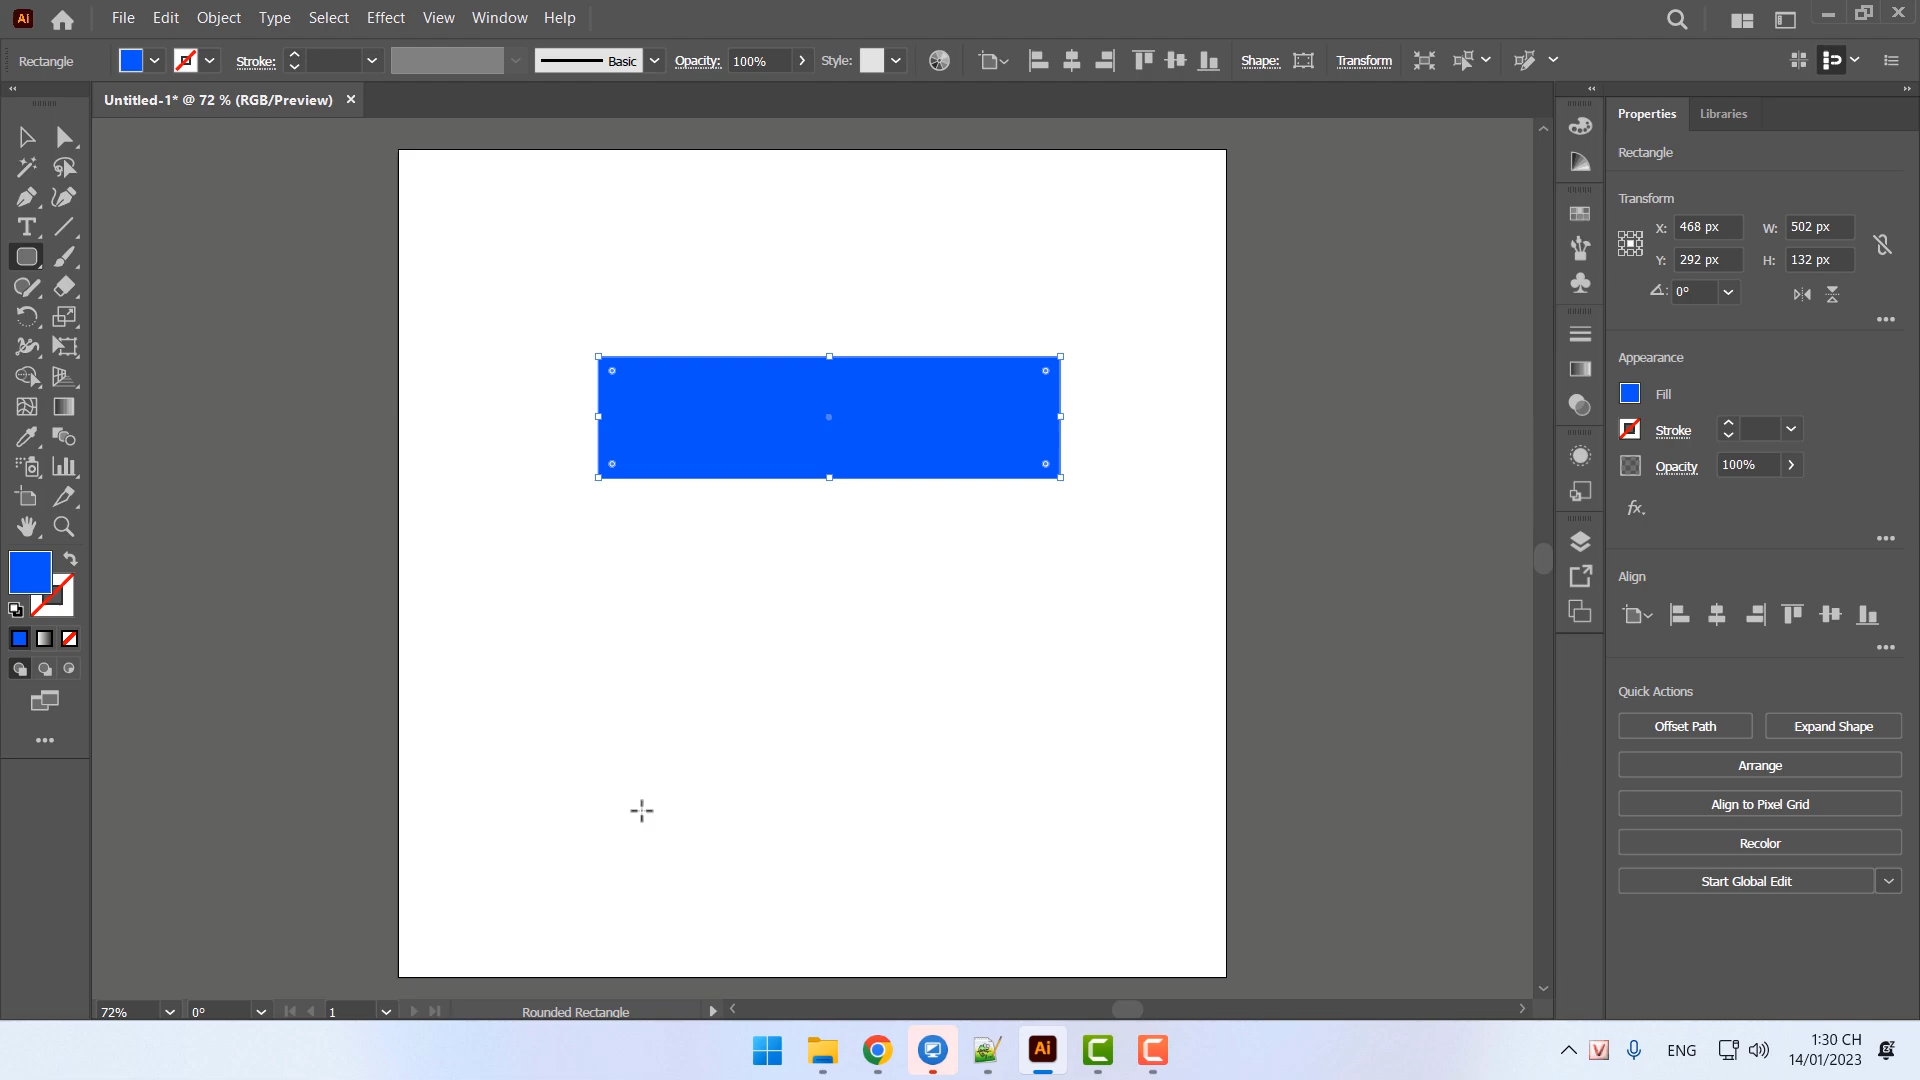 Ai File Edit Object Type Select Effect View Window Help
Rectangle Stroke: Basic Opacity: 100% Style: Shape: Transform
Untitled-1* @ 72 % (RGB/Preview) ×
Properties Libraries
Rectangle
Transform
X: 468 px W: 502 px
Y: 292 px H: 132 px
0°
Appearance
Fill
Stroke
Opacity 100%
fx.
Align
Quick Actions
Offset Path Expand Shape
Arrange
Align to Pixel Grid
Recolor
Start Global Edit
72% 0° 1 Rounded Rectangle
Ai ENG 1:30 CH
14/01/2023